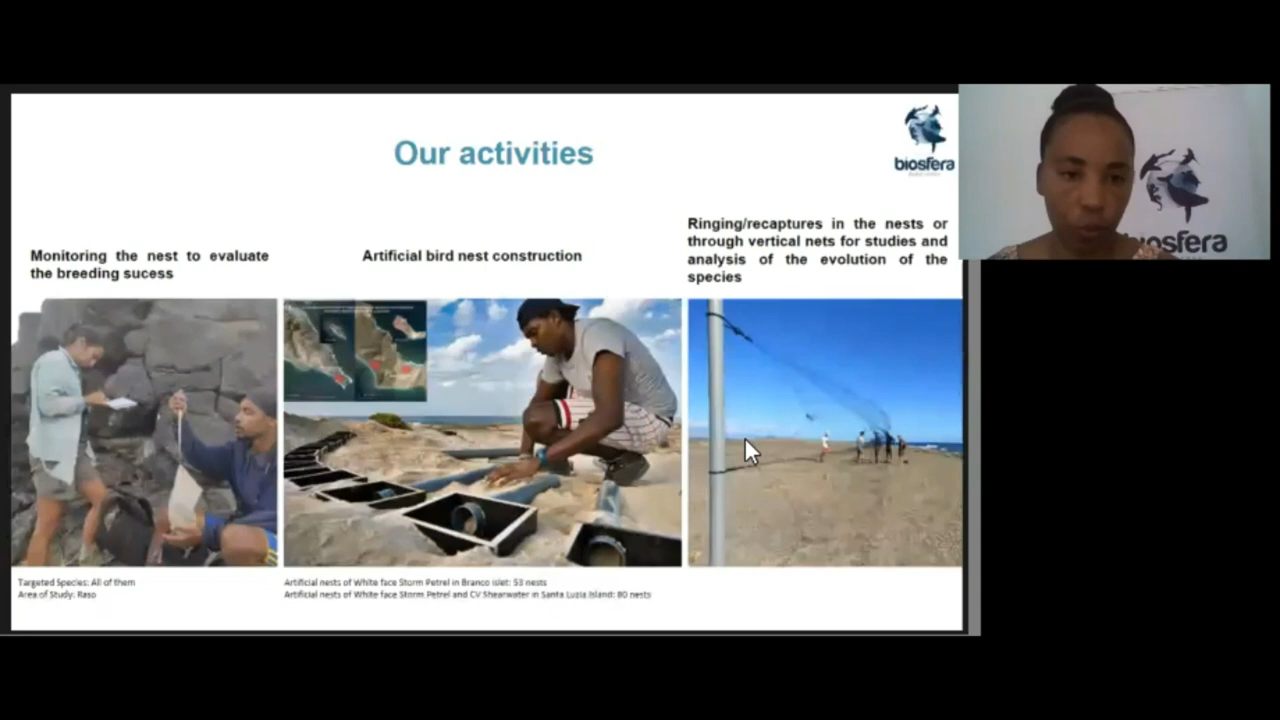 Our activities
biosfera
Monitoring the nest to evaluate
the breeding sucess
Artificial bird nest construction
Ringing/recaptures in the nests or
through vertical nets for studies and
analysis of the evolution of the
species
Targeted Species: All of them
Area of Study: Raso
Artificial nests of White face Storm Petrel in Branco islet: 53 nests
Artificial nests of White face Storm Petrel and CV Shearwater in Santa Luzia Island: 80 nests
biosfera